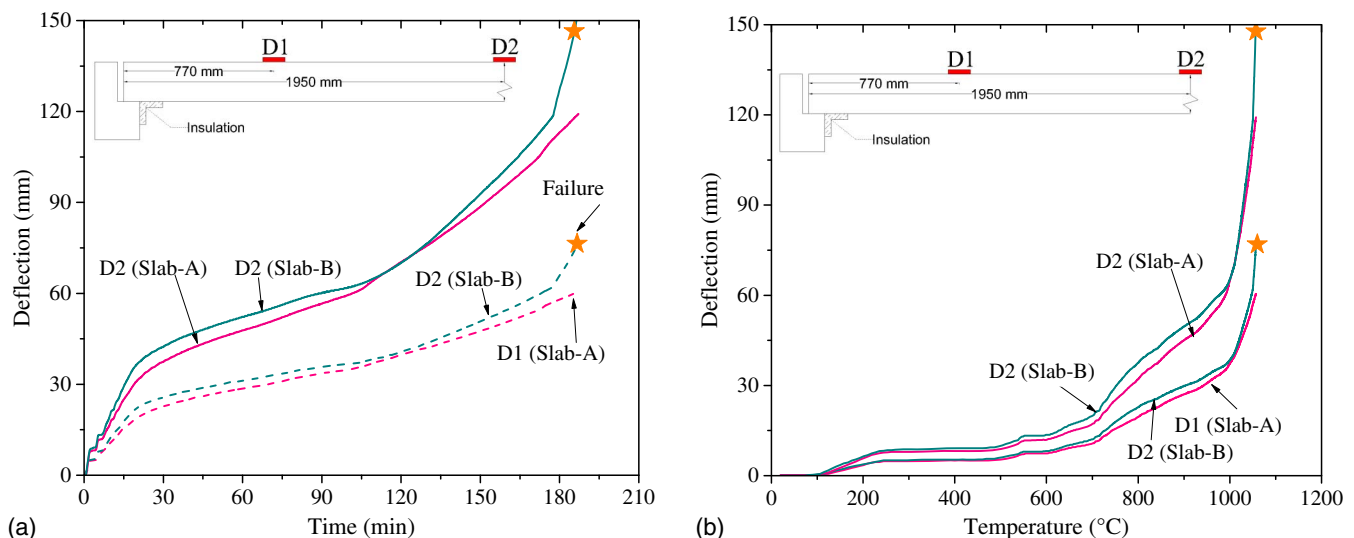 150
120
90
60
30
0
Deflection (mm)
D1
D2
770 mm
1950 mm
Insulation
Failure
D2 (Slab-A)
D2 (Slab-B)
D2 (Slab-B)
D1 (Slab-A)
0 30 60 90 120 150 180 210
(a)
Time (min)
150
120
90
60
30
0
Deflection (mm)
D1
D2
770 mm
1950 mm
Insulation
D2 (Slab-A)
D2 (Slab-B)
D1 (Slab-A)
D2 (Slab-B)
0 200 400 600 800 1000 1200
(b)
Temperature (°C)